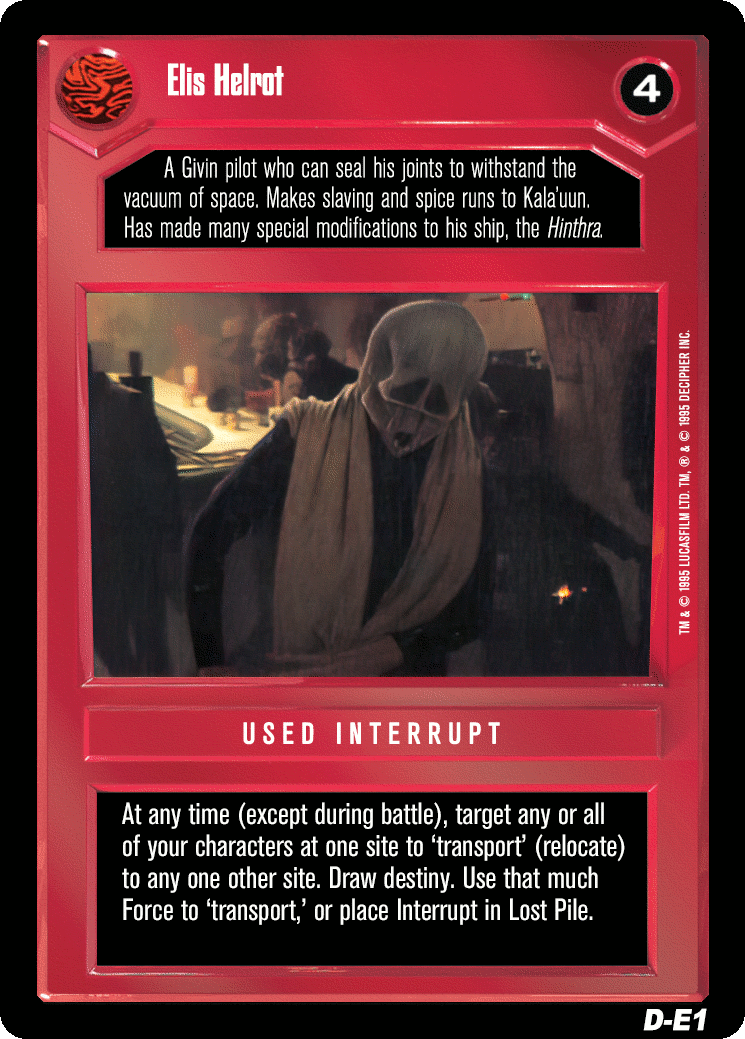 Elis Helrot
4
A Givin pilot who can seal his joints to withstand the
vacuum of space. Makes slaving and spice runs to Kala'uun.
Has made many special modifications to his ship, the Hinthra.
TM & © 1995 LUCASFILM LTD. TM, ® & © 1995 DECIPHER INC.
USED INTERRUPT
At any time (except during battle), target any or all
of your characters at one site to ‘transport’ (relocate)
to any one other site. Draw destiny. Use that much
Force to ‘transport,’ or place Interrupt in Lost Pile.
D-E1